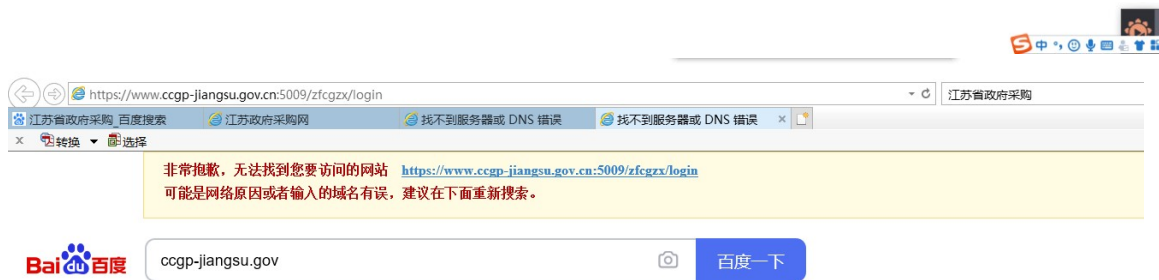 中
https://www.ccgp-jiangsu.gov.cn:5009/zfcgzx/login
江苏省政府采购
江苏省政府采购_百度搜索
江苏政府采购网
找不到服务器或 DNS 错误
找不到服务器或 DNS 错误
×
x 转换 ▼ 选择
非常抱歉，无法找到您要访问的网站 https://www.ccgp-jiangsu.gov.cn:5009/zfcgzx/login
可能是网络原因或者输入的域名有误，建议在下面重新搜索。
Bai du 百度
ccgp-jiangsu.gov
百度一下